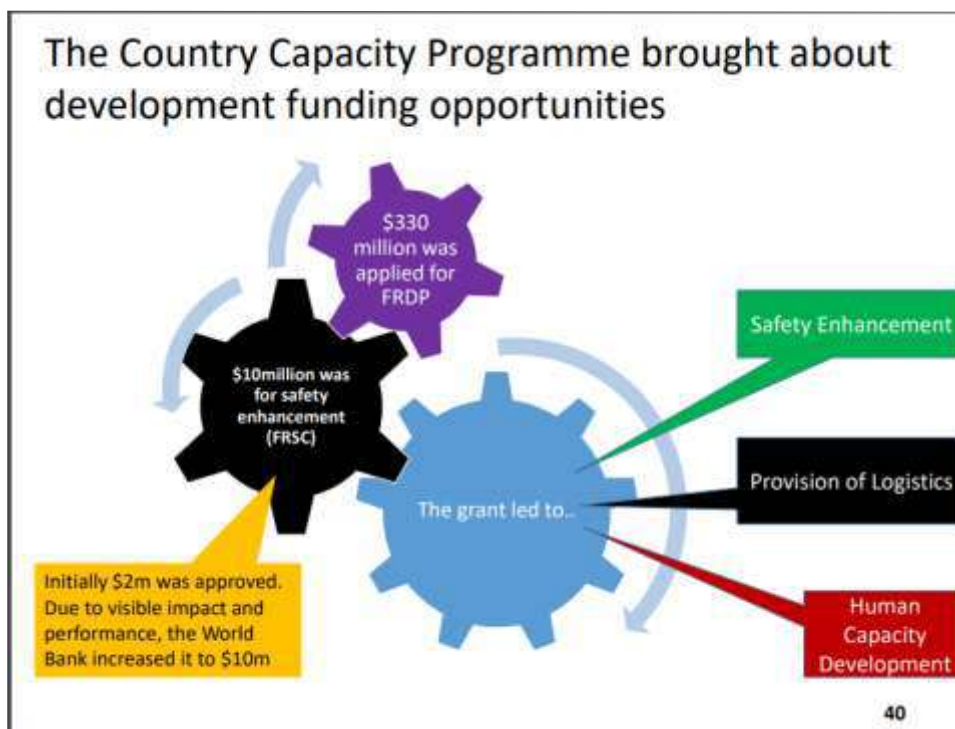 The Country Capacity Programme brought about
development funding opportunities
$330
million was
applied for
FRDP
$10million was
for safety
enhancement
(FRSC)
Initially $2m was approved.
Due to visible impact and
performance, the World
Bank increased it to $10m
The grant led to..
Safety Enhancement
Provision of Logistics
Human
Capacity
Development
40